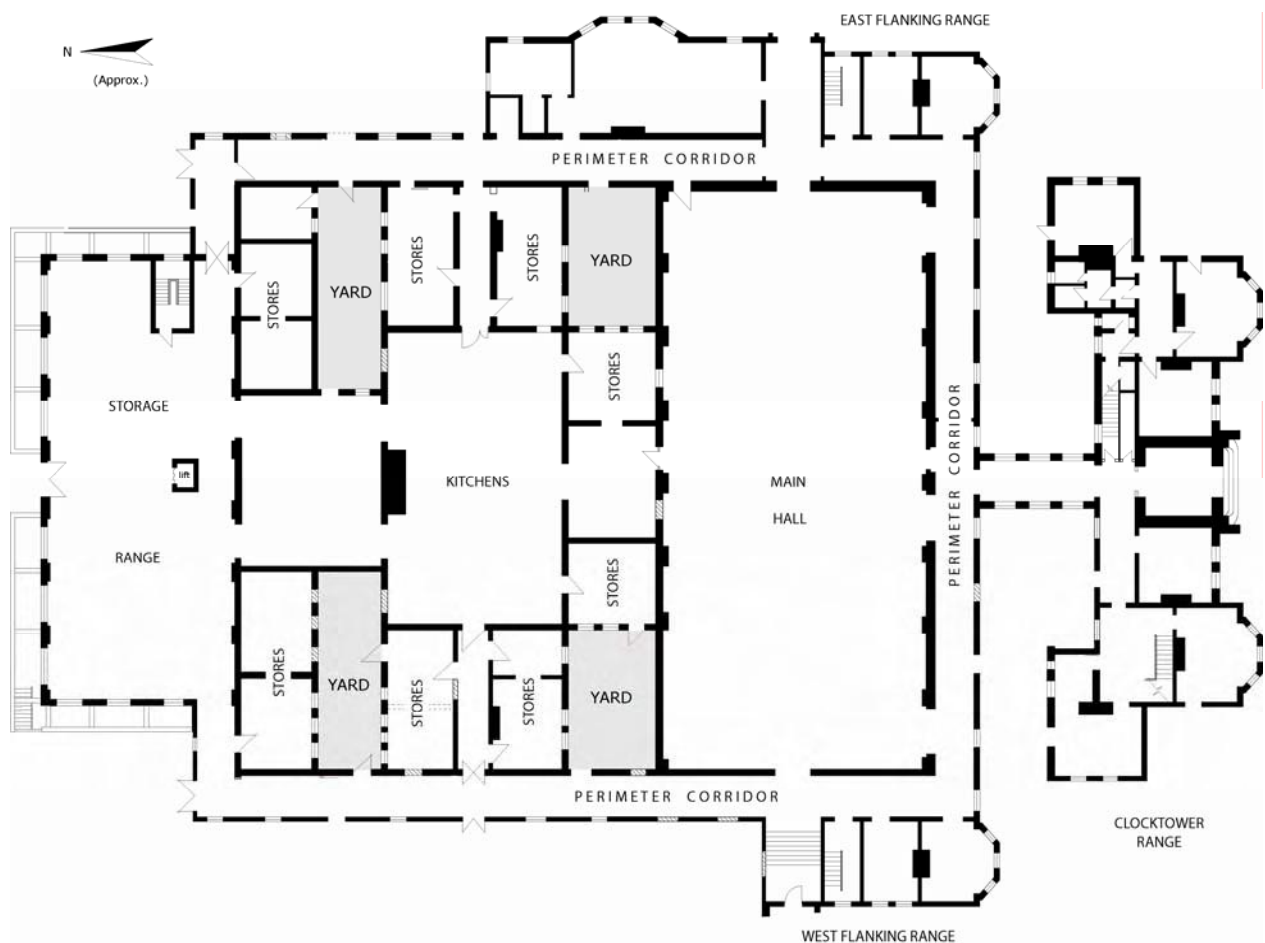 EAST FLANKING RANGE
N
(Approx.)
PERIMETER CORRIDOR
STORES
YARD
STORES
STORES
YARD
STORES
STORAGE
RANGE
lift
KITCHENS
MAIN
HALL
PERIMETER CORRIDOR
STORES
STORES
YARD
STORES
STORES
YARD
PERIMETER CORRIDOR
CLOCKTOWER
RANGE
WEST FLANKING RANGE